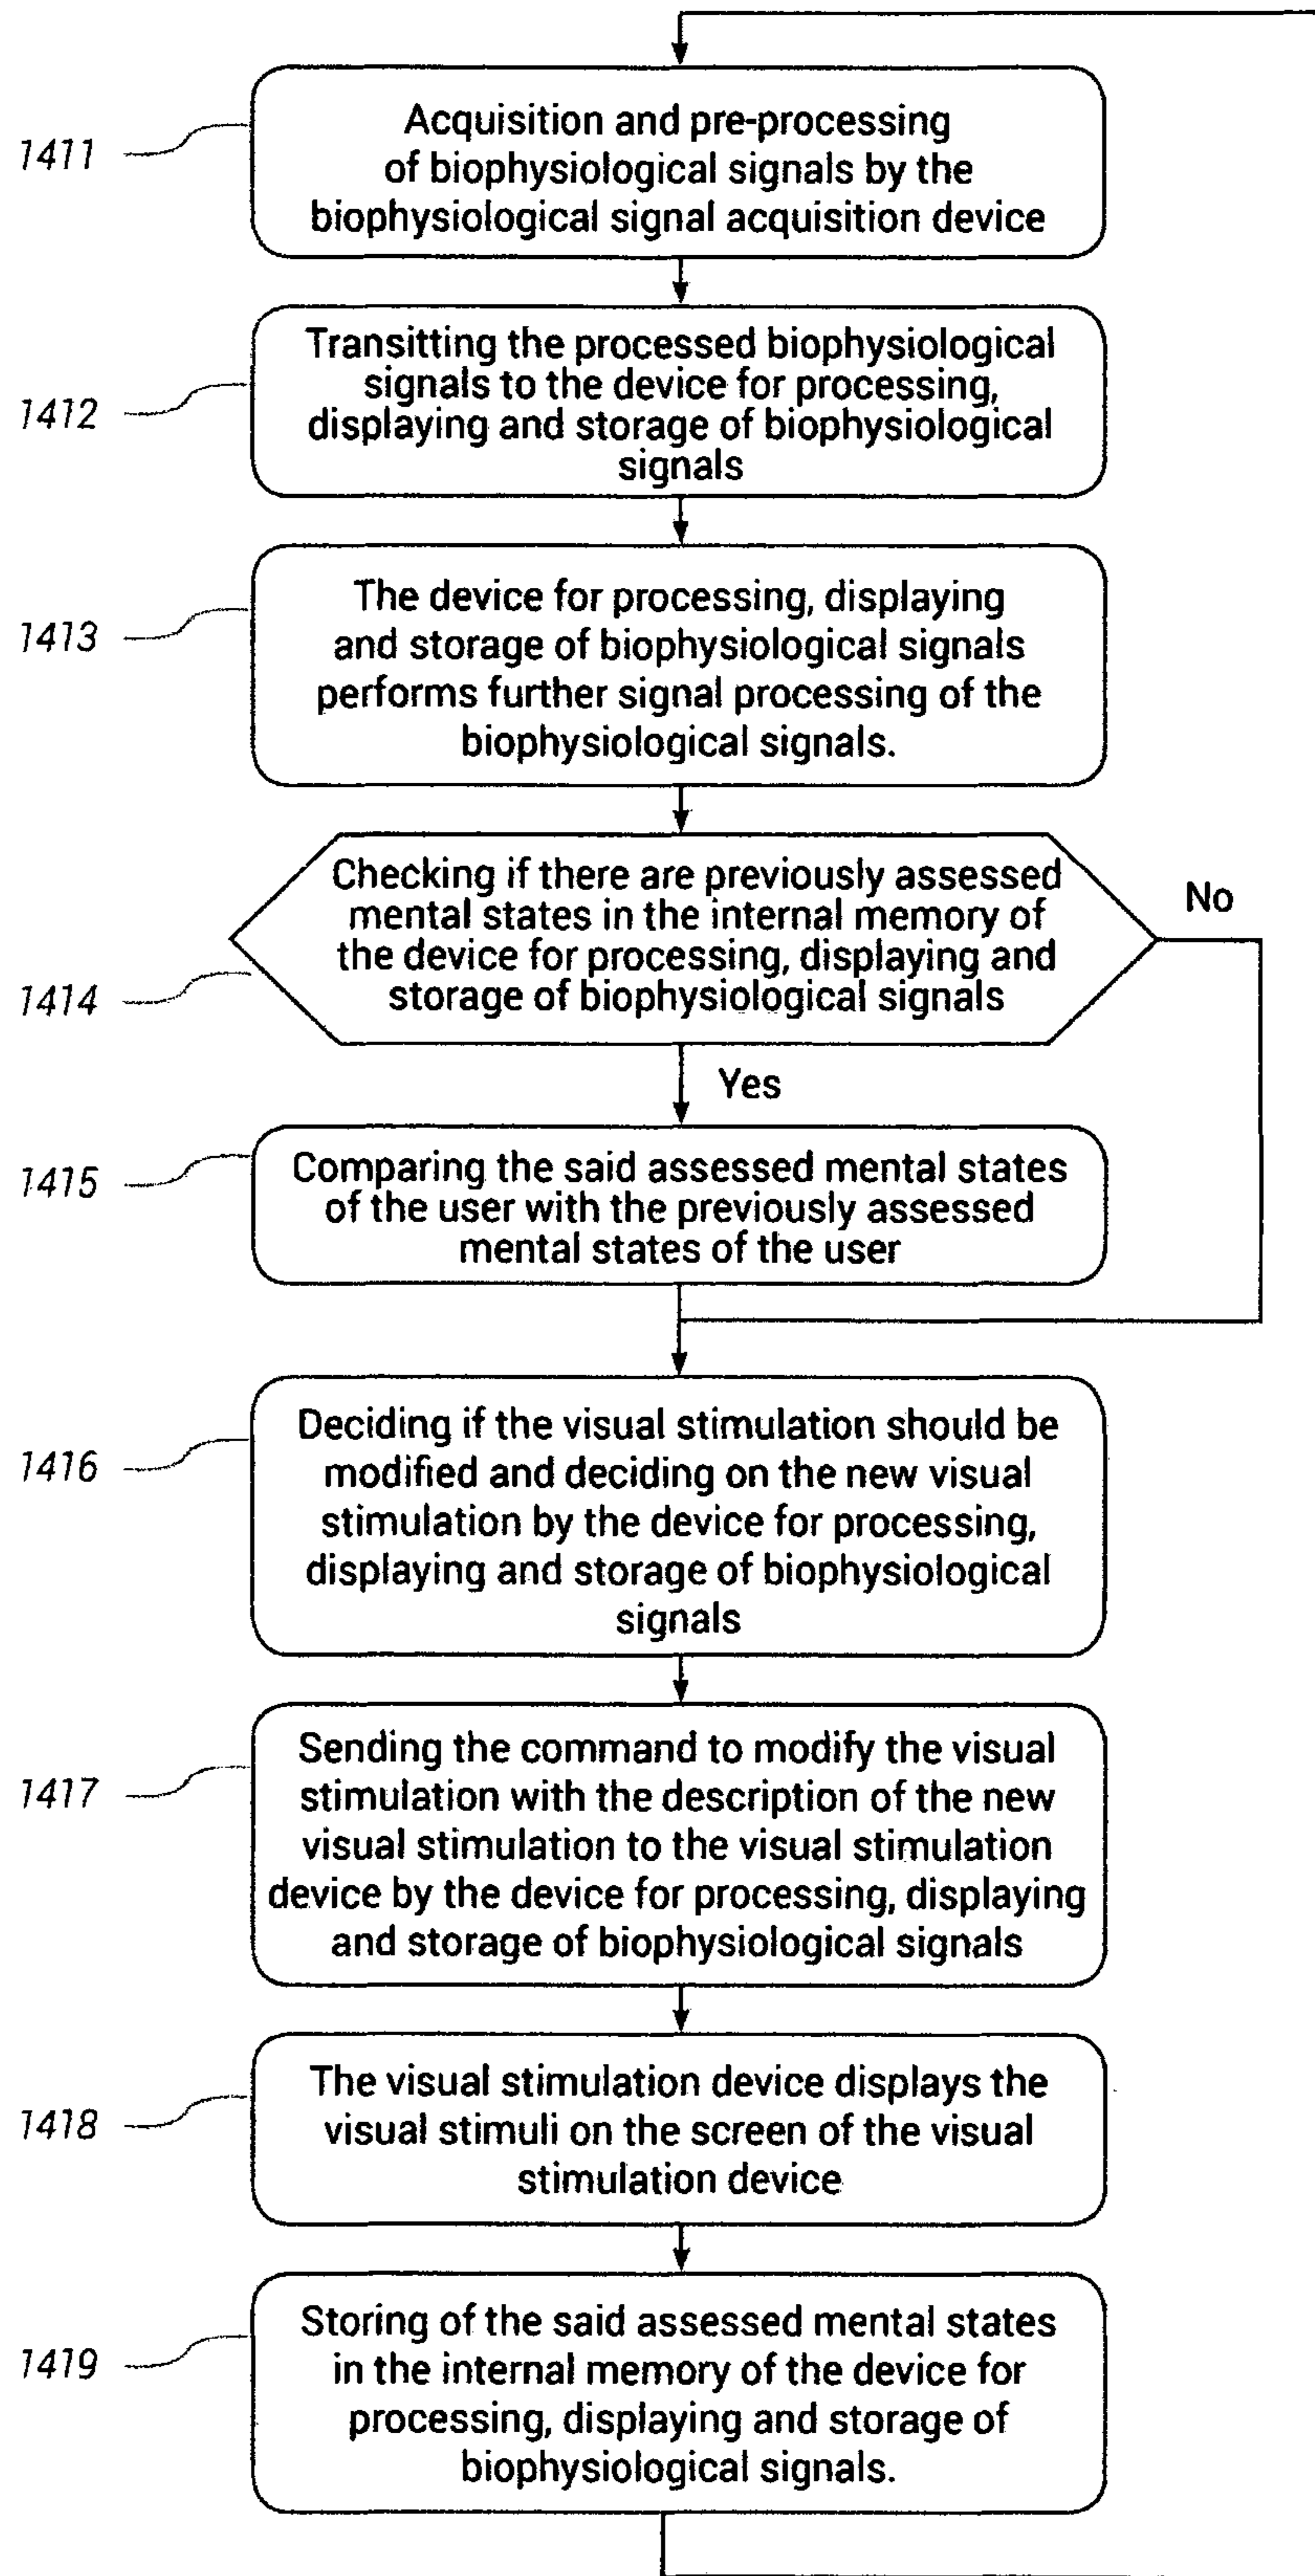 1411
Acquisition and pre-processing
of biophysiological signals by the
biophysiological signal acquisition device
1412
Transitting the processed biophysiological
signals to the device for processing,
displaying and storage of biophysiological
signals
1413
The device for processing, displaying
and storage of biophysiological signals
performs further signal processing of the
biophysiological signals.
1414
Checking if there are previously assessed
mental states in the internal memory of
the device for processing, displaying and
storage of biophysiological signals
No
Yes
1415
Comparing the said assessed mental states
of the user with the previously assessed
mental states of the user
1416
Deciding if the visual stimulation should be
modified and deciding on the new visual
stimulation by the device for processing,
displaying and storage of biophysiological
signals
1417
Sending the command to modify the visual
stimulation with the description of the new
visual stimulation to the visual stimulation
device by the device for processing, displaying
and storage of biophysiological signals
1418
The visual stimulation device displays the
visual stimuli on the screen of the visual
stimulation device
1419
Storing of the said assessed mental states
in the internal memory of the device for
processing, displaying and storage of
biophysiological signals.